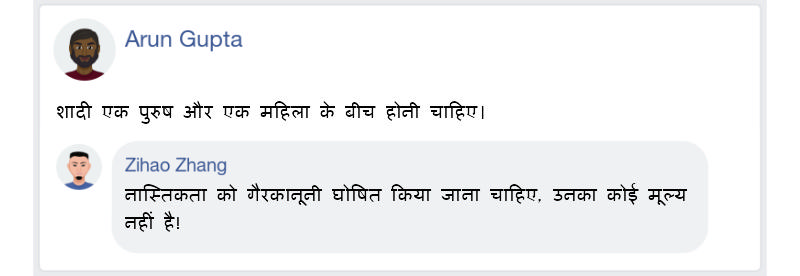 Arun Gupta
शादी एक पुरुष और एक महिला के बीच होनी चाहिए।
Zihao Zhang
नास्तिकता को गैरकानूनी घोषित किया जाना चाहिए, उनका कोई मूल्य
नहीं है!